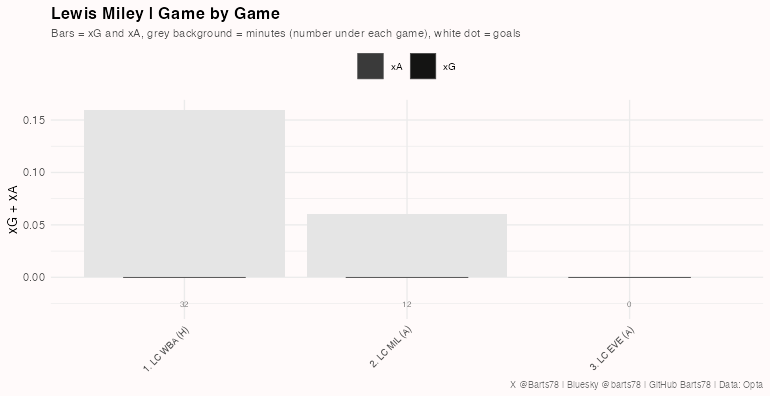 Lewis Miley | Game by Game
Bars = xG and xA, grey background = minutes (number under each game), white dot = goals
xA xG
xG + xA
0.15
0.10
0.05
0.00
32 12 0
1. LC WBA (H)
2. LC MIL (A)
3. LC EVE (A)
X @Barts78 | Bluesky @barts78 | GitHub Barts78 | Data: Opta